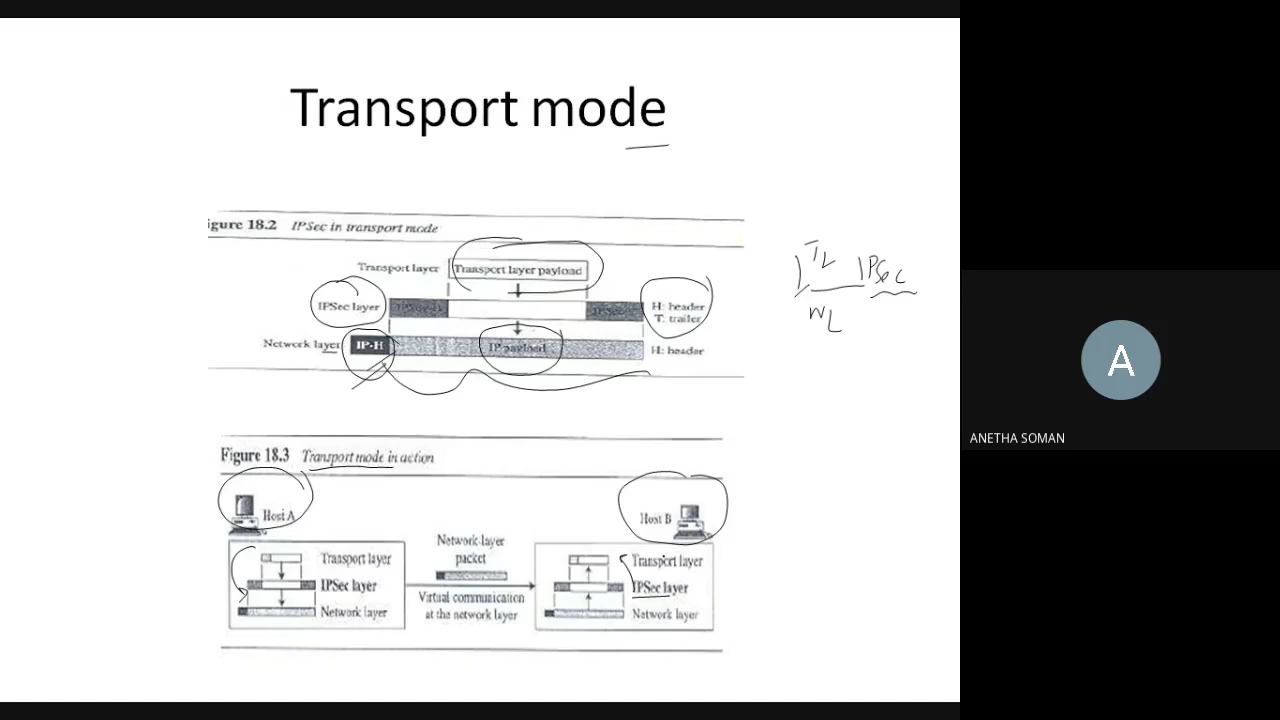 Transport mode
igure 18.2 IPSec in transport mode
Transport layer Transport layer payload
IPSec layer H: header
T: trailer
Network layer IP-H IP payload H: header
TL IPSec
NL
Figure 18.3 Transport mode in action
Host A Host B
Transport layer
IPSec layer
Network layer
Network layer
packet
Virtual communication
at the network layer
Transport layer
IPSec layer
Network layer
A
ANETHA SOMAN